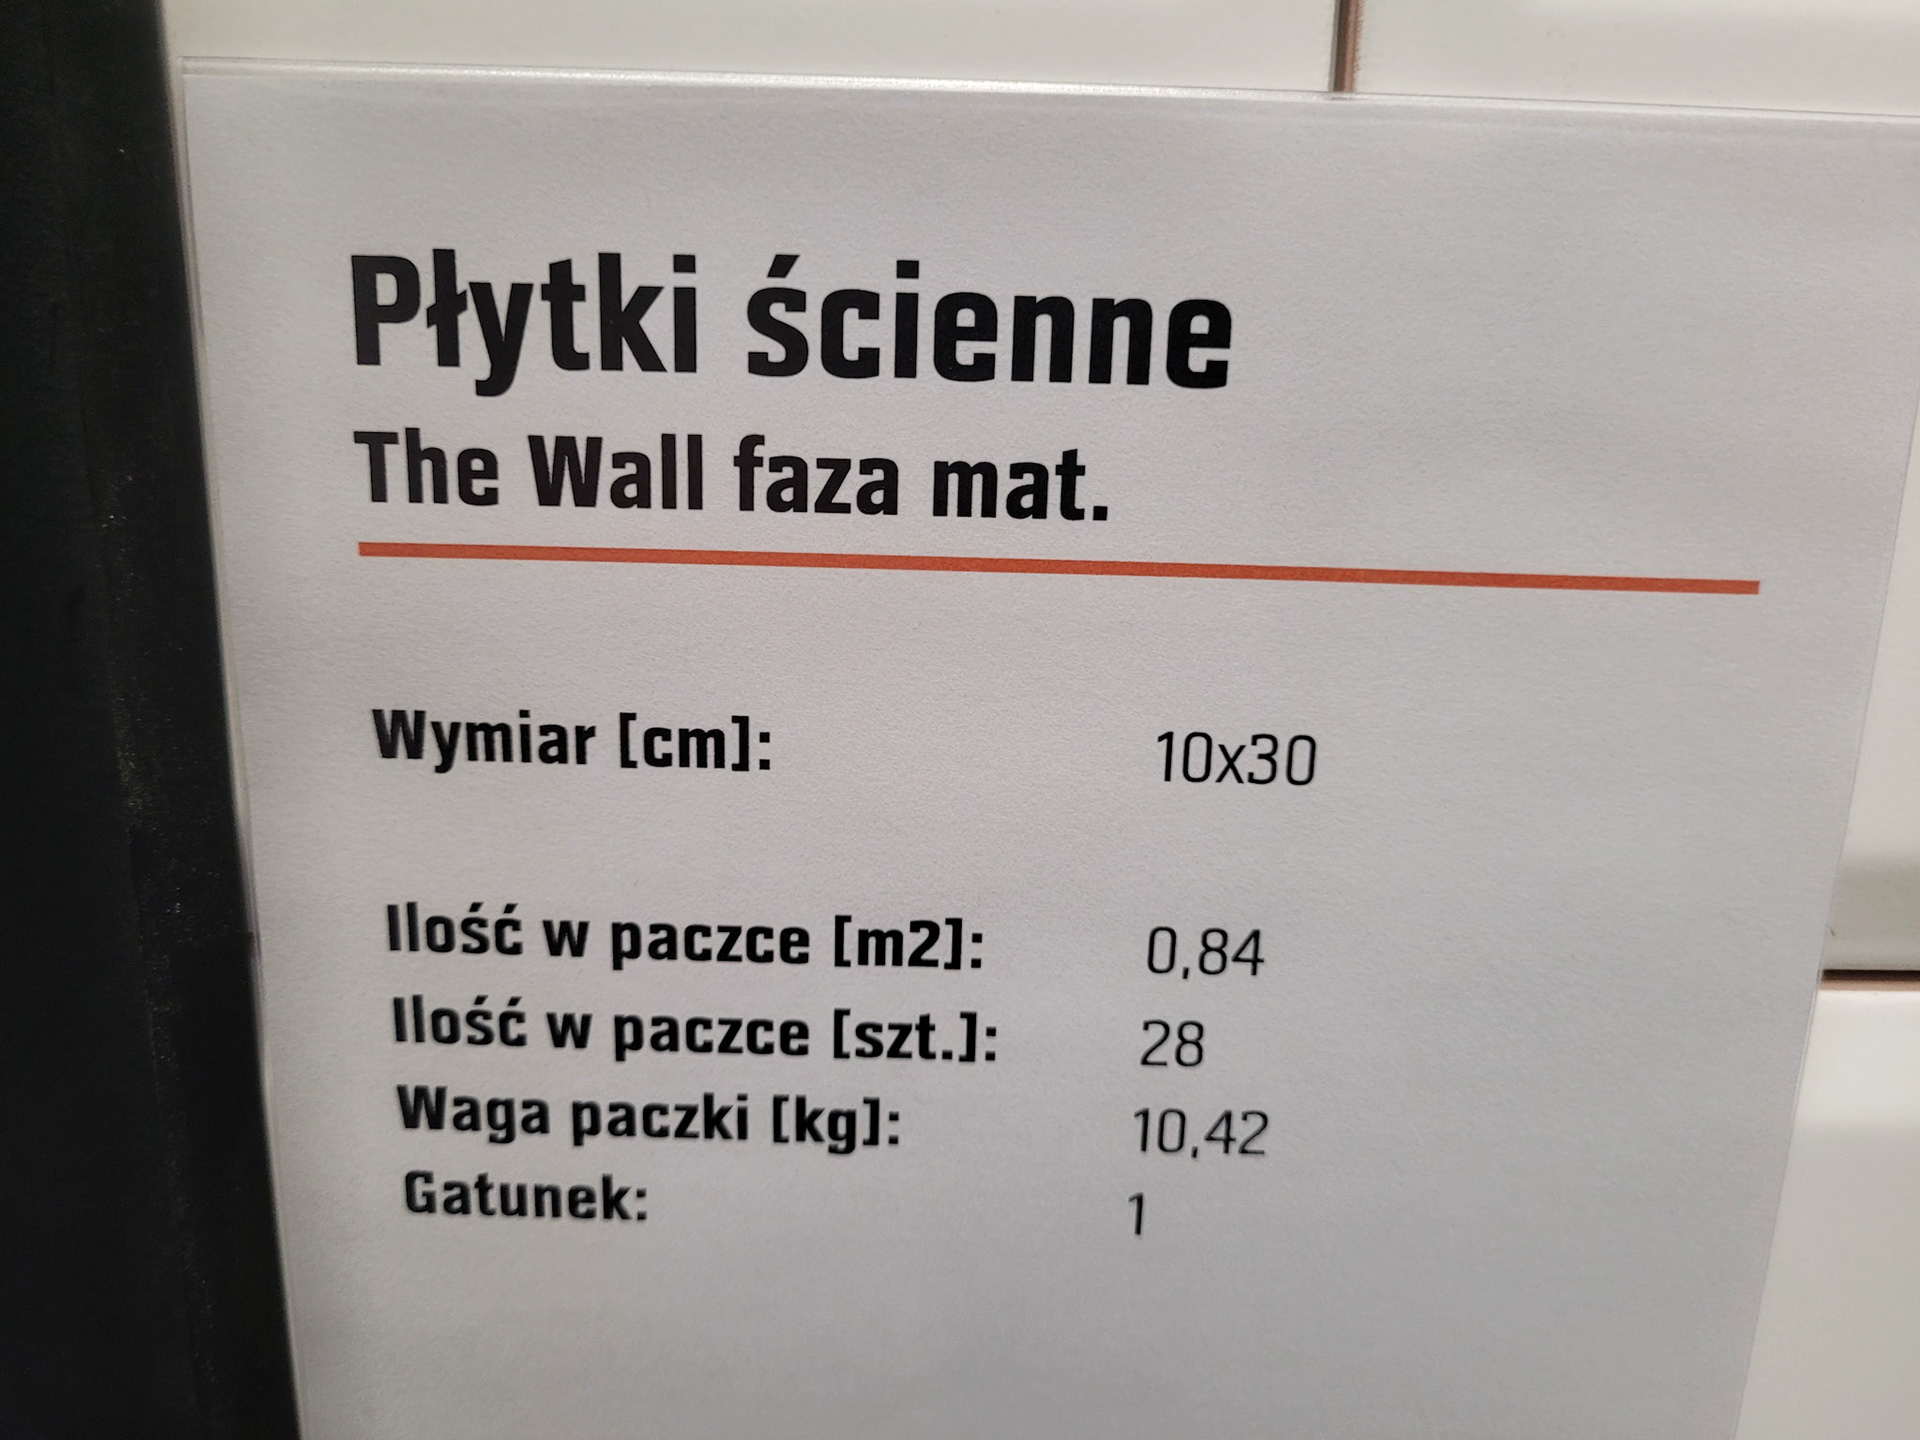 Płytki ścienne
The Wall faza mat.
Wymiar [cm]: 10x30
Ilość w paczce [m2]: 0,84
Ilość w paczce [szt.]: 28
Waga paczki [kg]: 10,42
Gatunek: 1